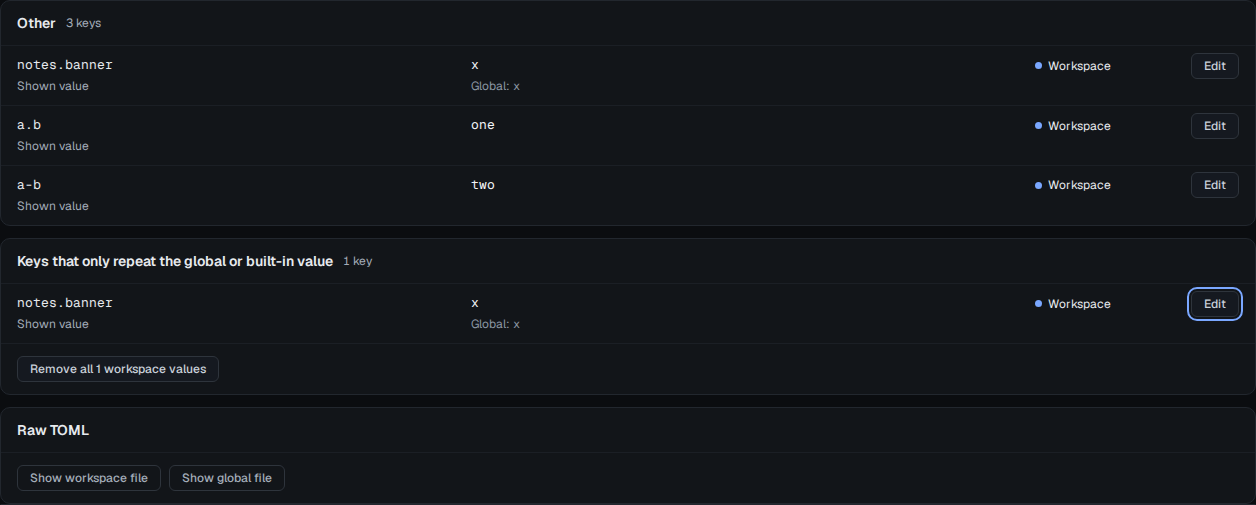 Other 3 keys
notes.banner x Workspace Edit
Shown value Global: x
a.b one Workspace Edit
Shown value
a-b two Workspace Edit
Shown value
Keys that only repeat the global or built-in value 1 key
notes.banner x Workspace Edit
Shown value Global: x
Remove all 1 workspace values
Raw TOML
Show workspace file Show global file